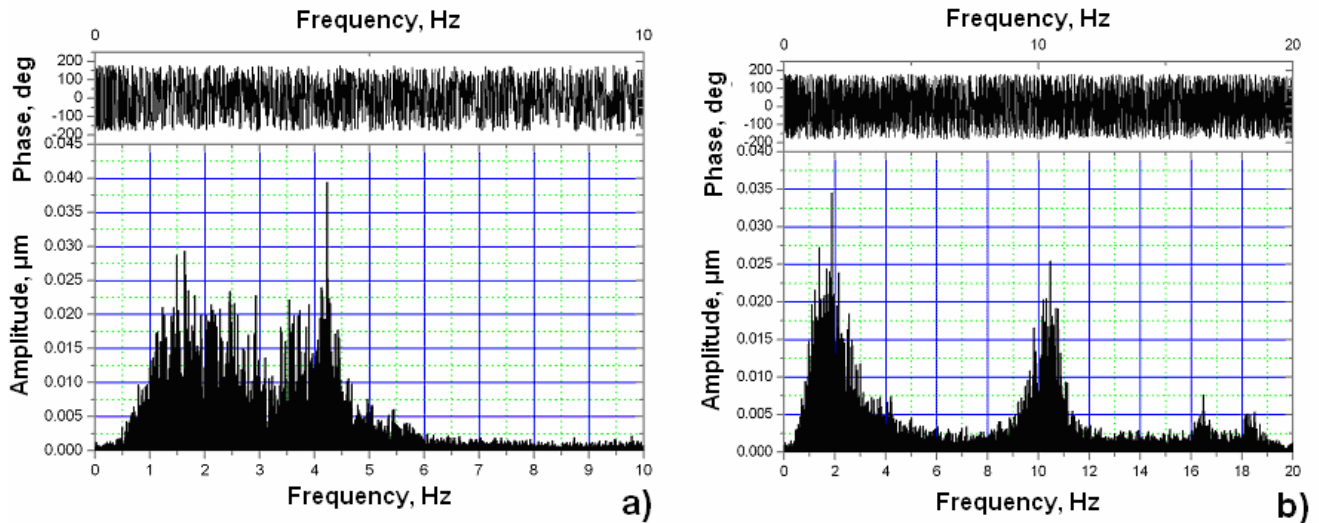 Frequency, Hz
0 10
Phase, deg
200
100
0
-100
-200
Amplitude, µm
0.045
0.040
0.035
0.030
0.025
0.020
0.015
0.010
0.005
0.000
0 1 2 3 4 5 6 7 8 9 10
Frequency, Hz
a)
Frequency, Hz
0 10 20
Phase, deg
200
100
0
-100
-200
Amplitude, µm
0.040
0.035
0.030
0.025
0.020
0.015
0.010
0.005
0.000
0 2 4 6 8 10 12 14 16 18 20
Frequency, Hz
b)